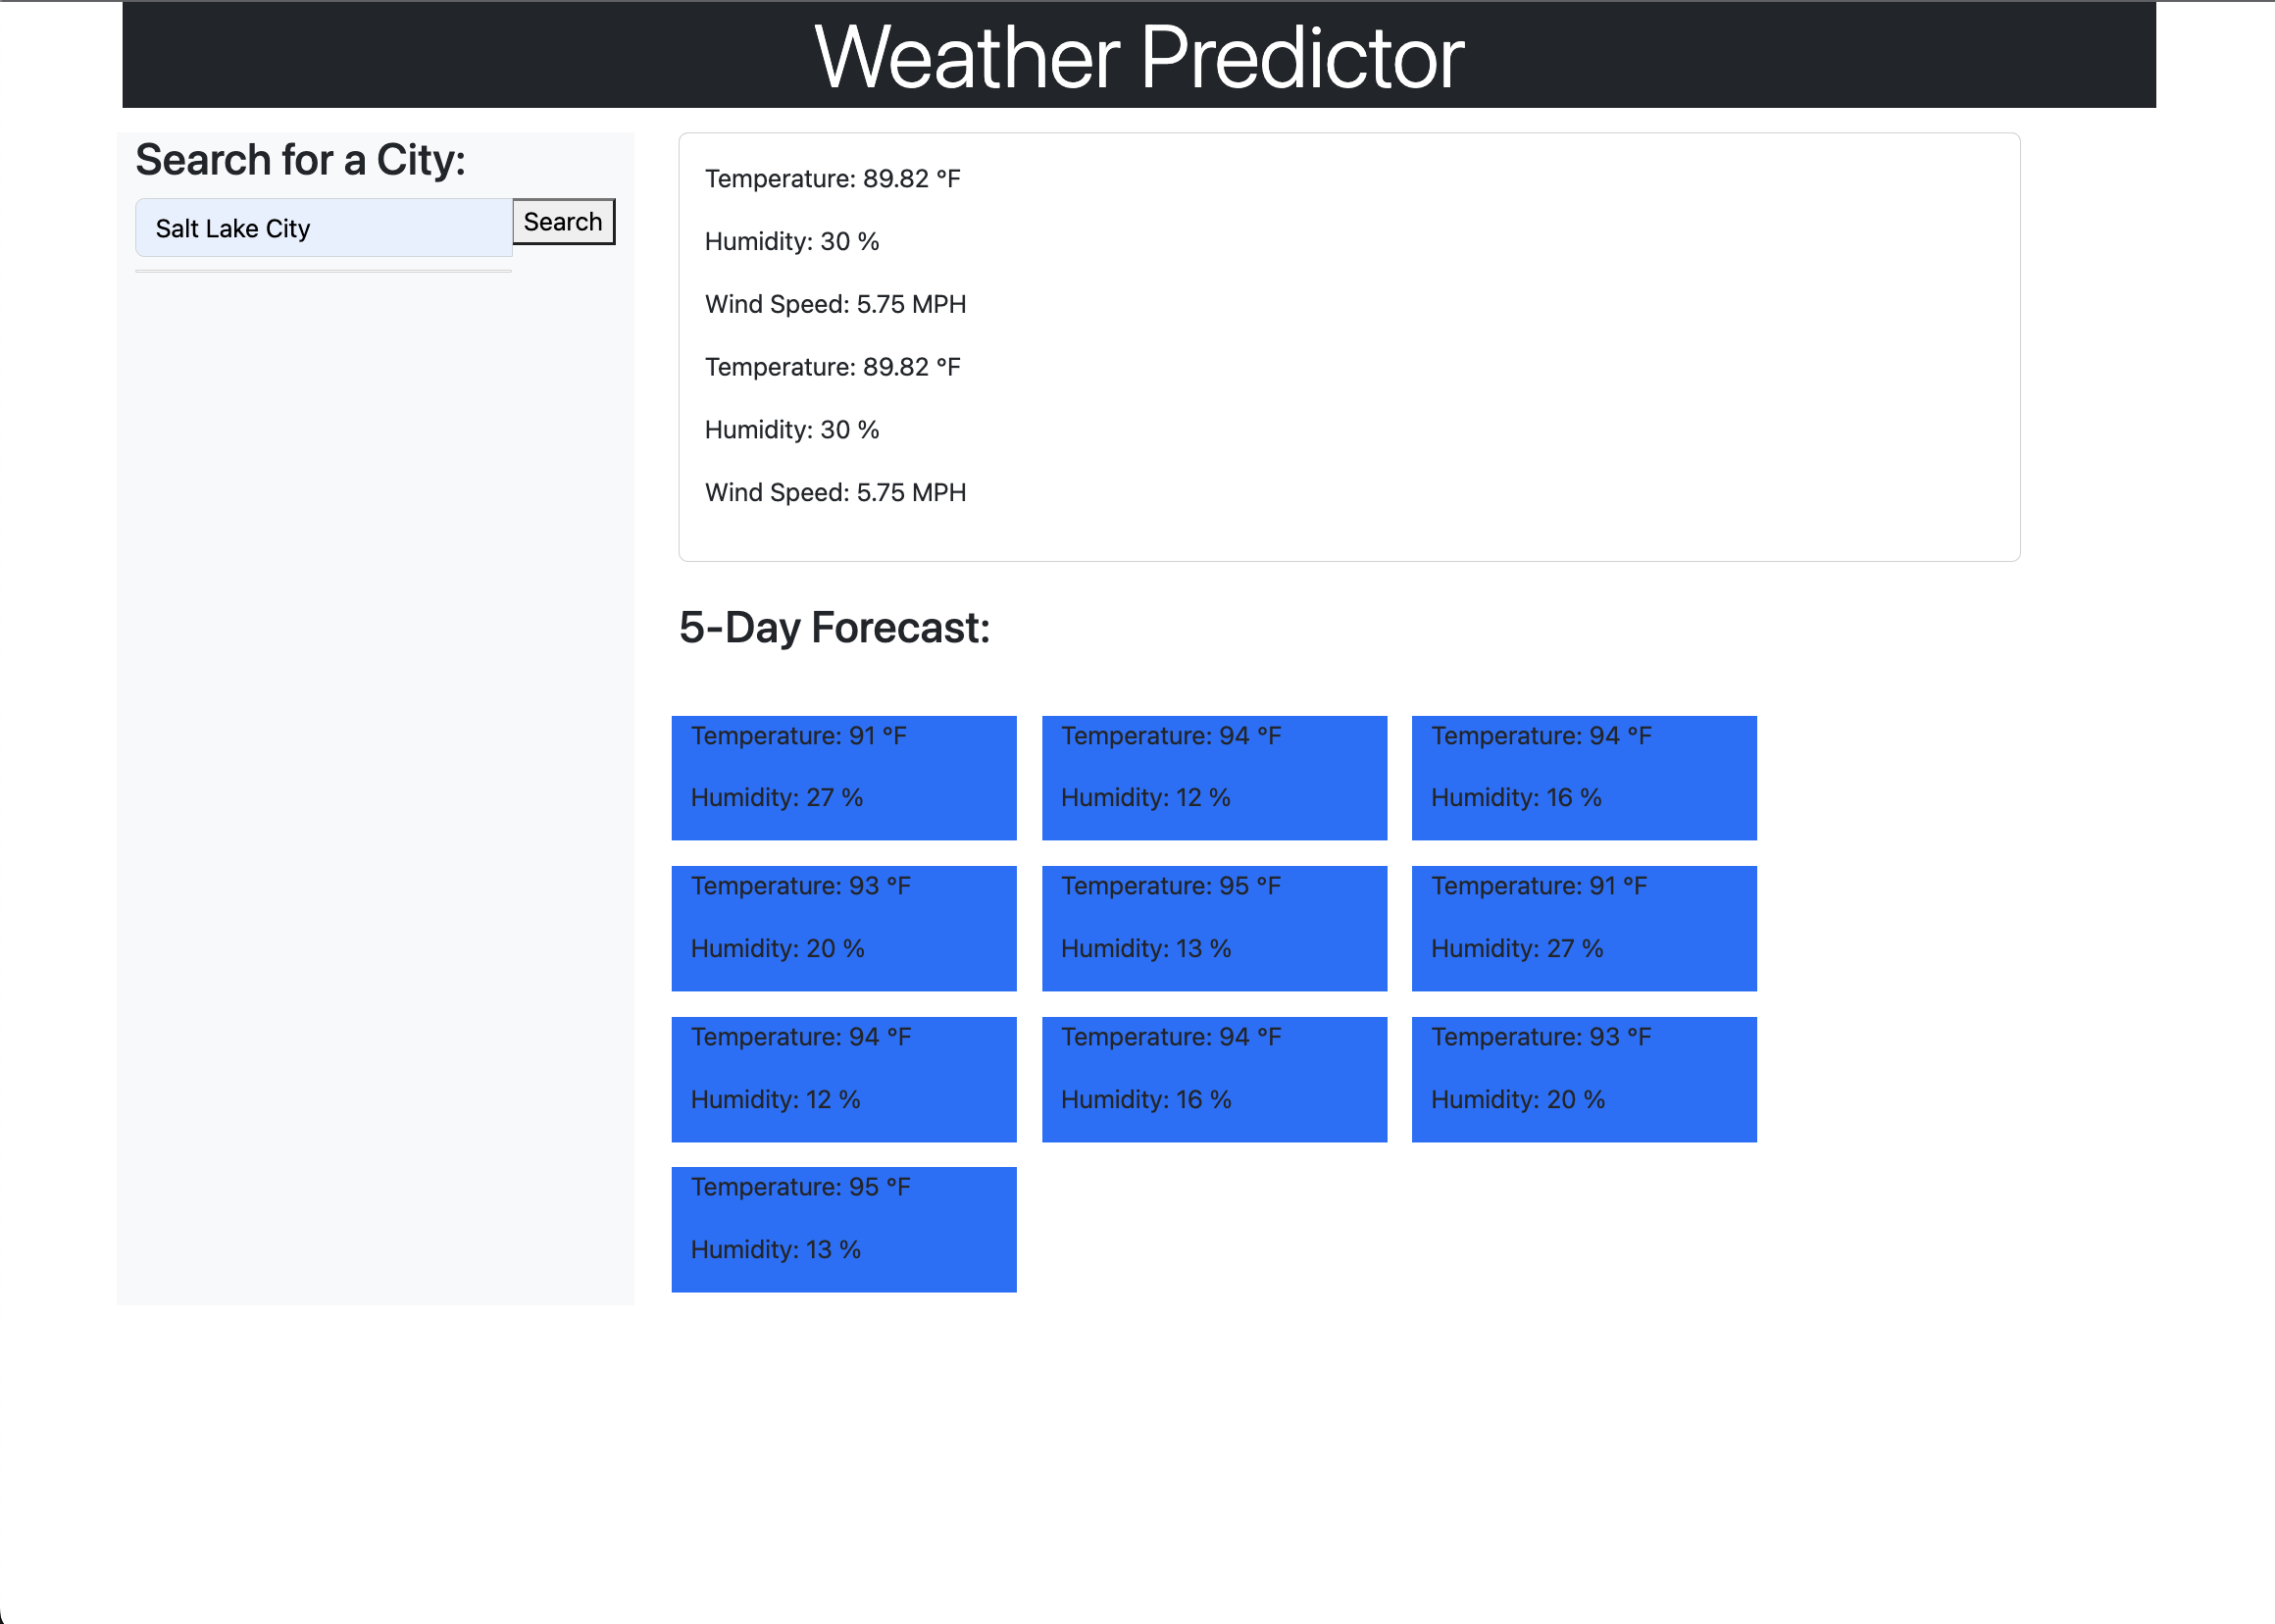 Weather Predictor
Search for a City:
Salt Lake City
Search
Temperature: 89.82 °F
Humidity: 30 %
Wind Speed: 5.75 MPH
Temperature: 89.82 °F
Humidity: 30 %
Wind Speed: 5.75 MPH
5-Day Forecast:
Temperature: 91 °F
Humidity: 27 %
Temperature: 94 °F
Humidity: 12 %
Temperature: 94 °F
Humidity: 16 %
Temperature: 93 °F
Humidity: 20 %
Temperature: 95 °F
Humidity: 13 %
Temperature: 91 °F
Humidity: 27 %
Temperature: 94 °F
Humidity: 12 %
Temperature: 94 °F
Humidity: 16 %
Temperature: 93 °F
Humidity: 20 %
Temperature: 95 °F
Humidity: 13 %